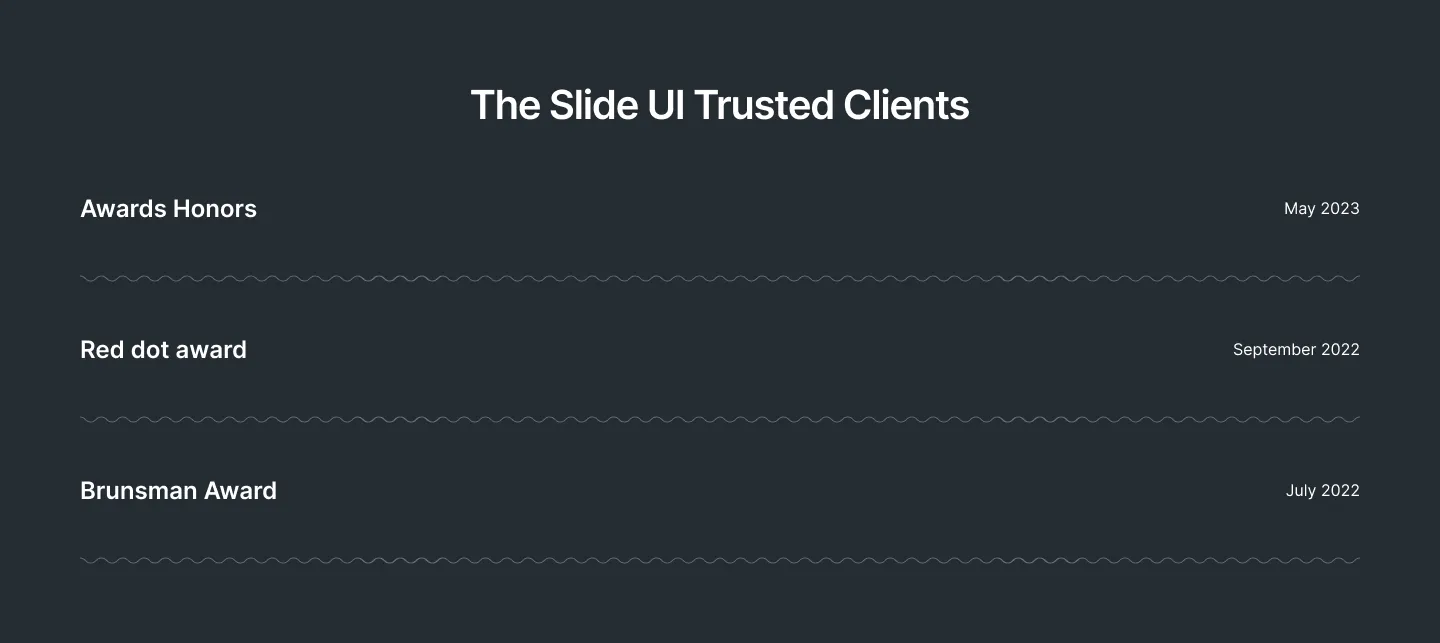 The Slide UI Trusted Clients
Awards Honors
May 2023
Red dot award
September 2022
Brunsman Award
July 2022